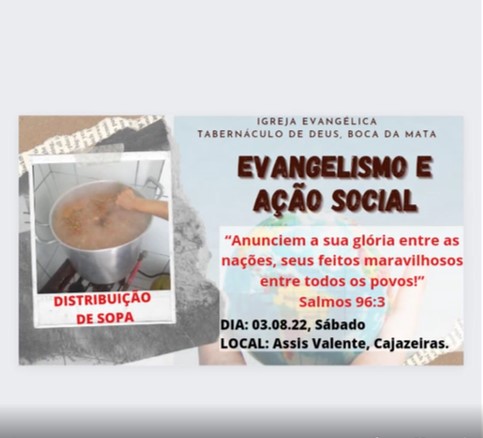 IGREJA EVANGÉLICA
TABERNÁCULO DE DEUS, BOCA DA MATA
EVANGELISMO E
AÇÃO SOCIAL
“Anunciem a sua glória entre as
nações, seus feitos maravilhosos
entre todos os povos!”
Salmos 96:3
DISTRIBUIÇÃO
DE SOPA
DIA: 03.08.22, Sábado
LOCAL: Assis Valente, Cajazeiras.